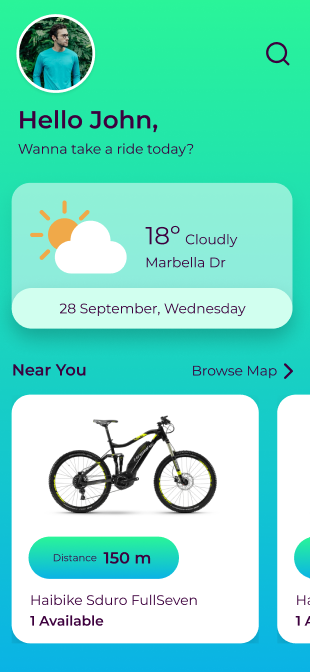 Hello John,
Wanna take a ride today?
18° Cloudly
Marbella Dr
28 September, Wednesday
Near You
Browse Map
Distance 150 m
Haibike Sduro FullSeven
1 Available
Ha
1 A